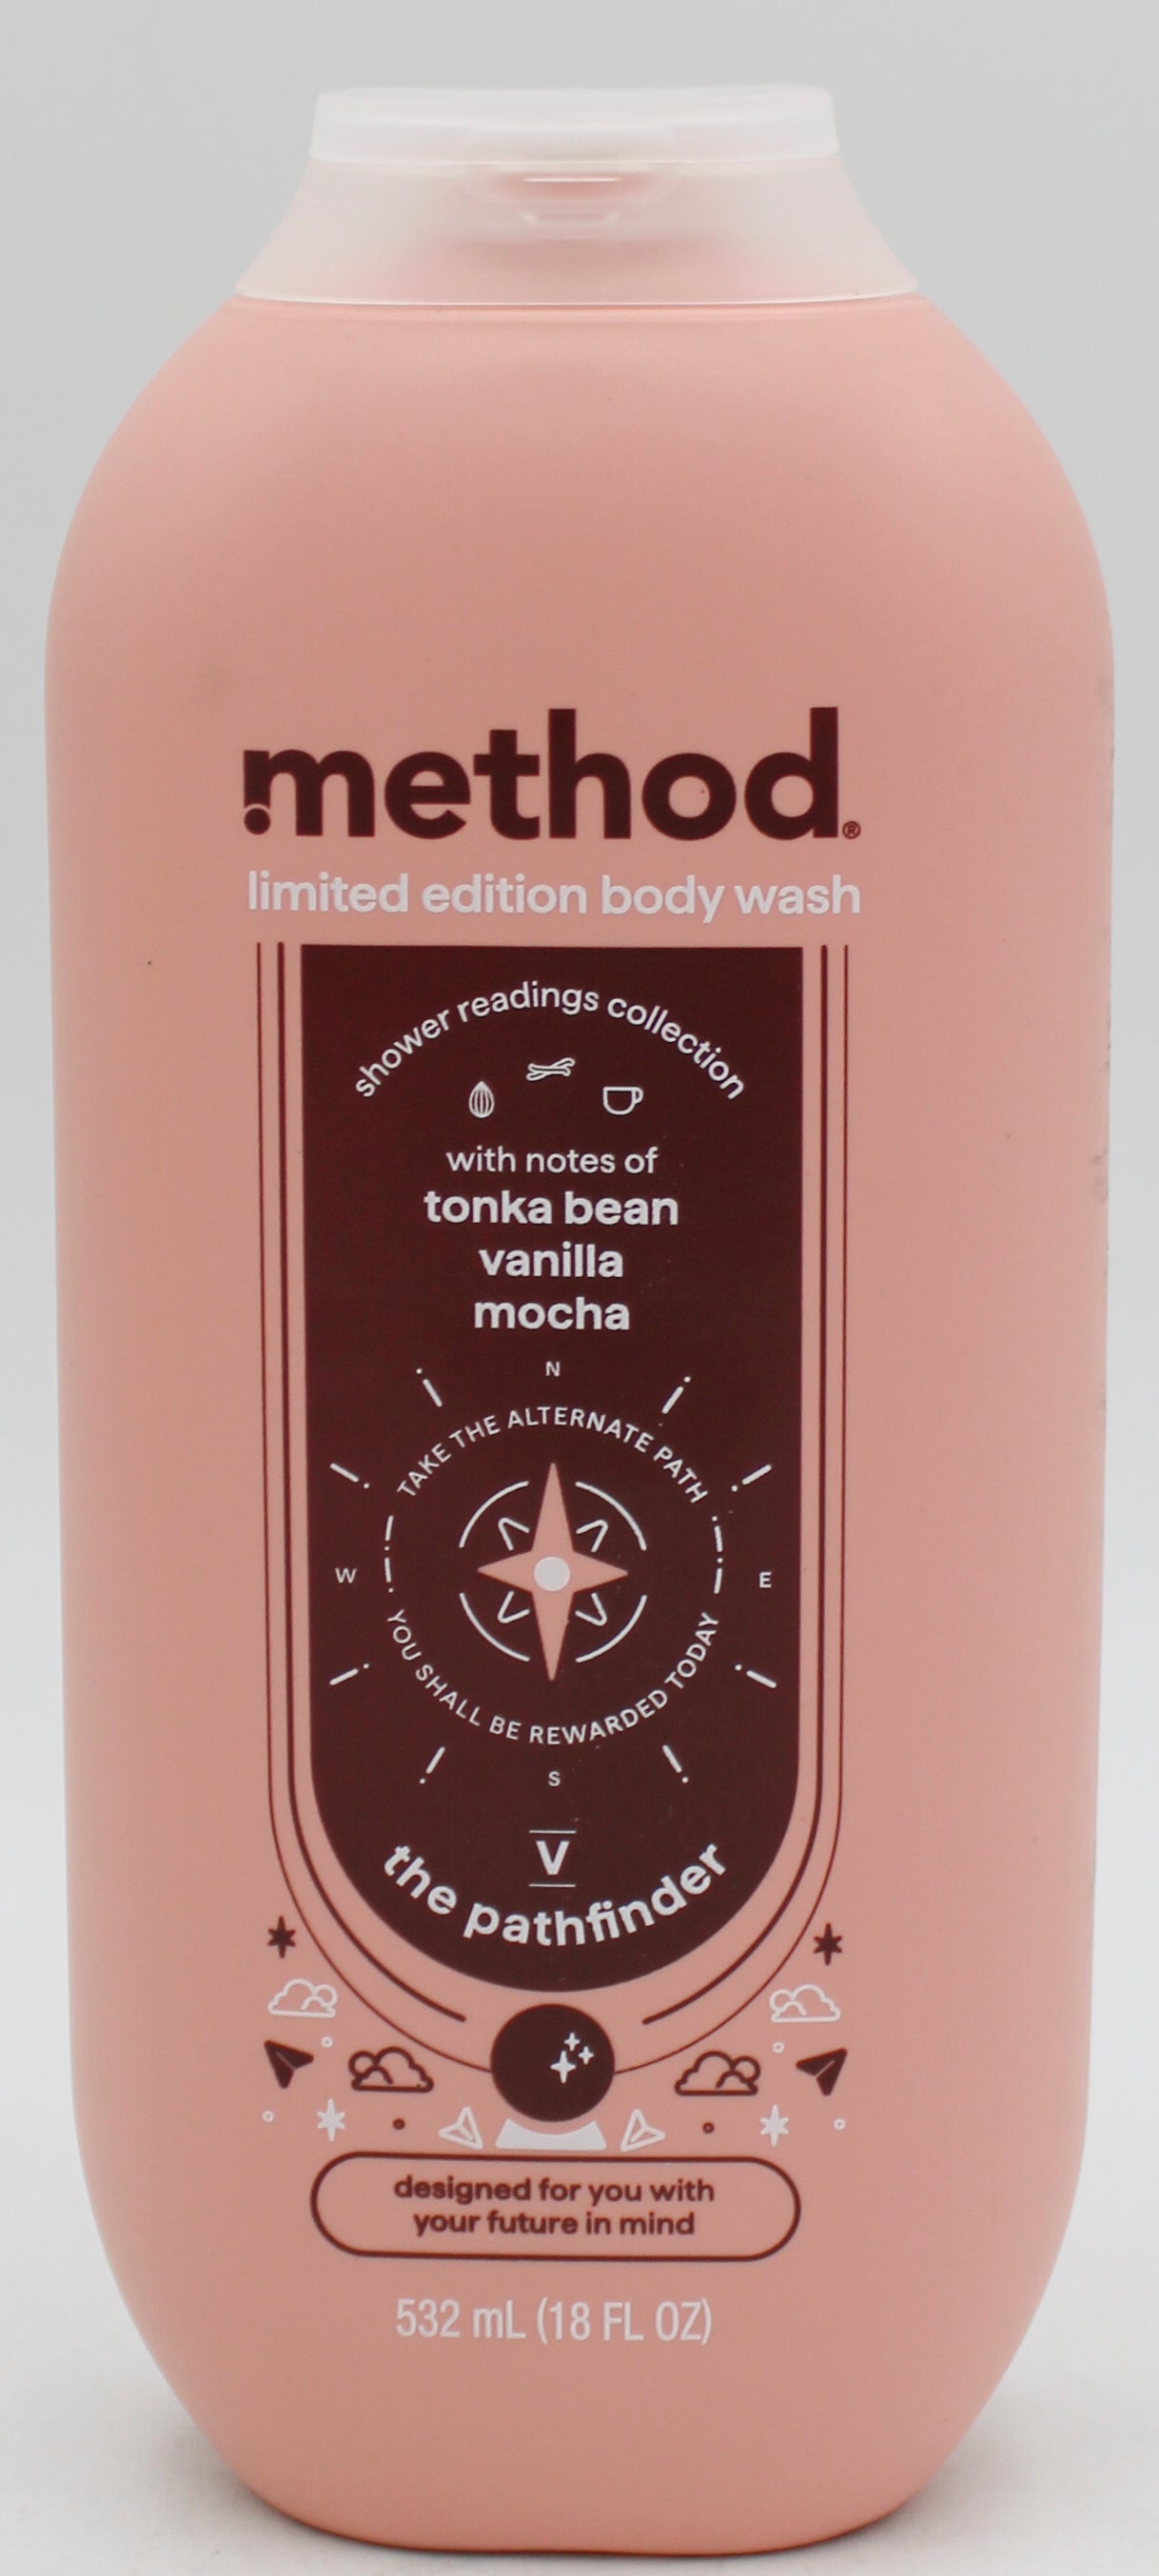 method®
limited edition body wash
shower readings collection
with notes of
tonka bean
vanilla
mocha
N
TAKE THE ALTERNATE PATH
W
E
YOU SHALL BE REWARDED TODAY
S
V
the pathfinder
designed for you with
your future in mind
532 mL (18 FL OZ)